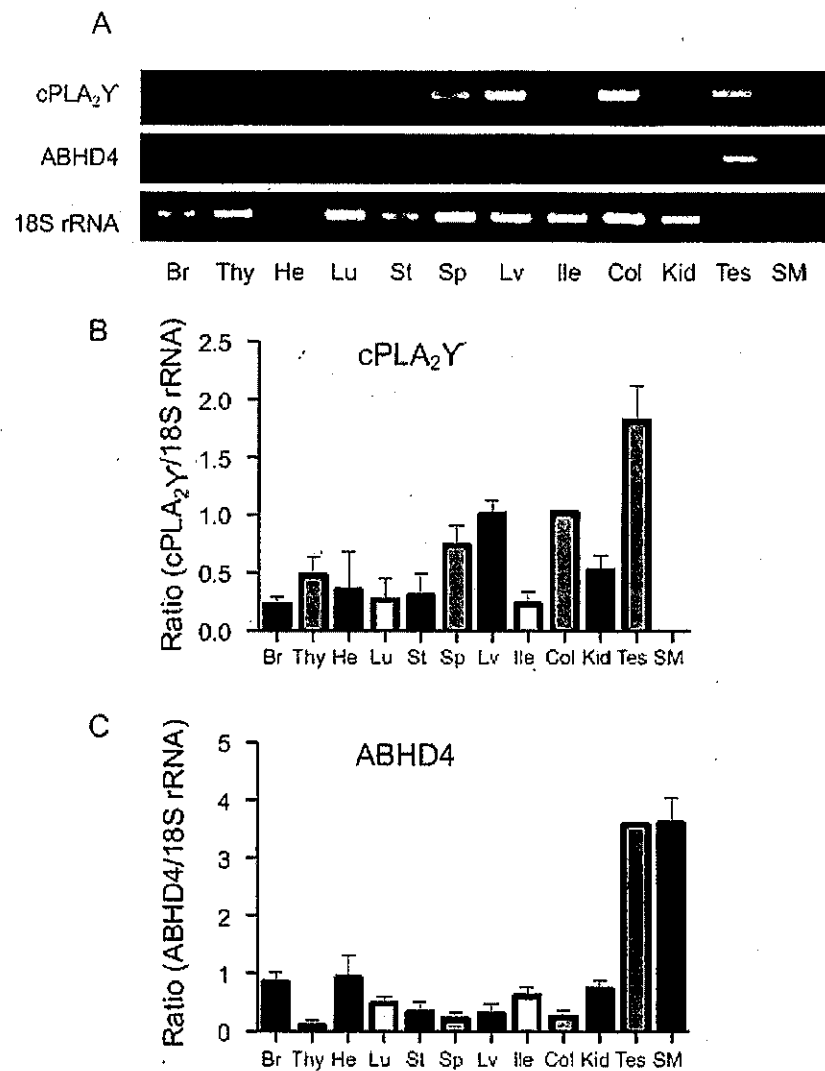 A
cPLA₂ϒ
ABHD4
18S rRNA
Br Thy He Lu St Sp Lv Ile Col Kid Tes SM
B
cPLA₂ϒ
Ratio (cPLA₂ϒ/18S rRNA)
2.5
2.0
1.5
1.0
0.5
0.0
Br Thy He Lu St Sp Lv Ile Col Kid Tes SM
C
ABHD4
Ratio (ABHD4/18S rRNA)
5
4
3
2
1
0
Br Thy He Lu St Sp Lv Ile Col Kid Tes SM